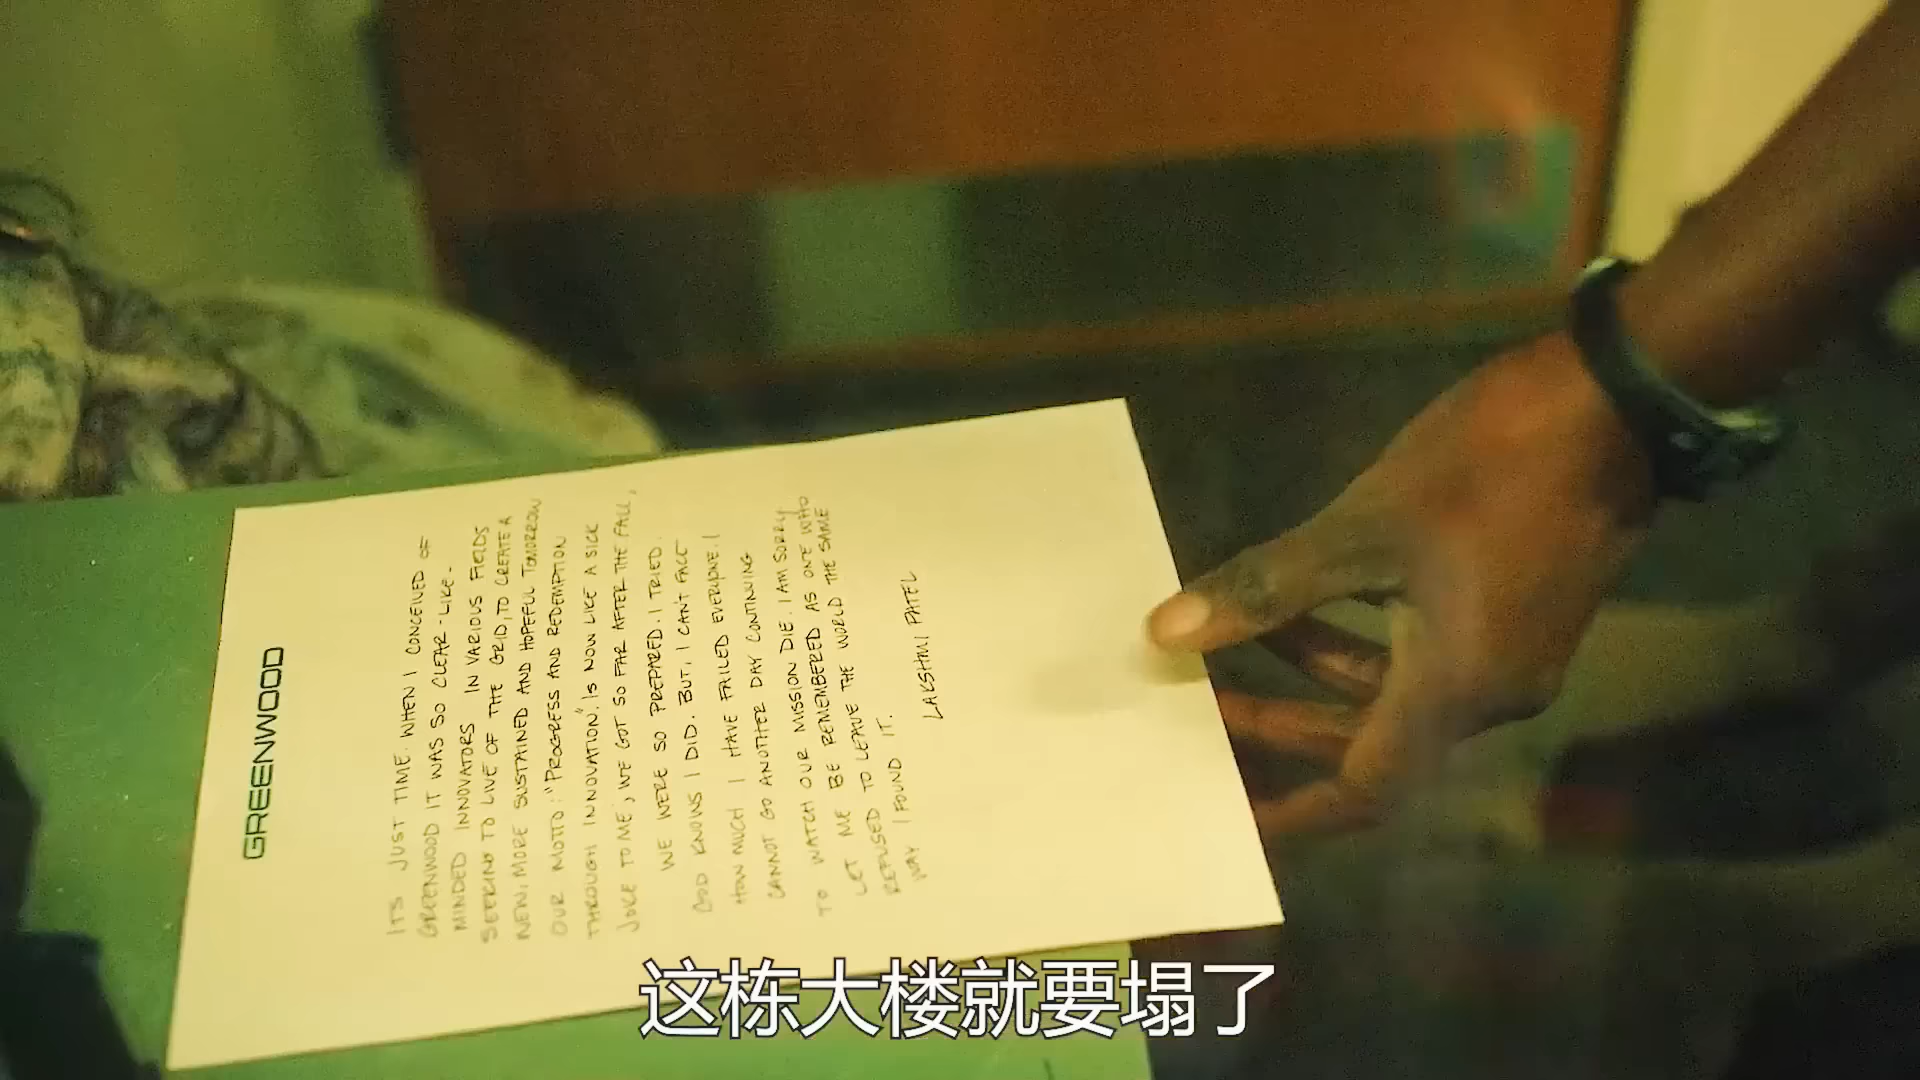 GREENWOOD
ITS JUST TIME. WHEN I CONCEIVED OF
GREENWOOD IT WAS SO CLEAR. LIKE-
MINDED INNOVATORS IN VARIOUS FIELDS
SEEKING TO LIVE OF THE GRID, TO CREATE A
NEW, MORE SUSTAINED AND HOPEFUL TOMORROW
OUR MOTTO: "PROGRESS AND REDEMPTION
THROUGH INNOVATION". IS NOW LIKE A SICK
JOKE TO ME, WE GOT SO FAR AFTER THE FALL,
WE WERE SO PREPARED. I TRIED.
GOD KNOWS I DID. BUT, I CANT FACE
HOW MUCH I HAVE FAILED EVERYONE. I
CANNOT GO ANOTHER DAY CONTINUING
TO WATCH OUR MISSION DIE. I AM SORRY
LET ME BE REMEMBERED AS ONE WHO
REFUSED TO LEAVE THE WORLD THE SAME
WAY I FOUND IT.
LAKSHMI PATEL
这栋大楼就要塌了